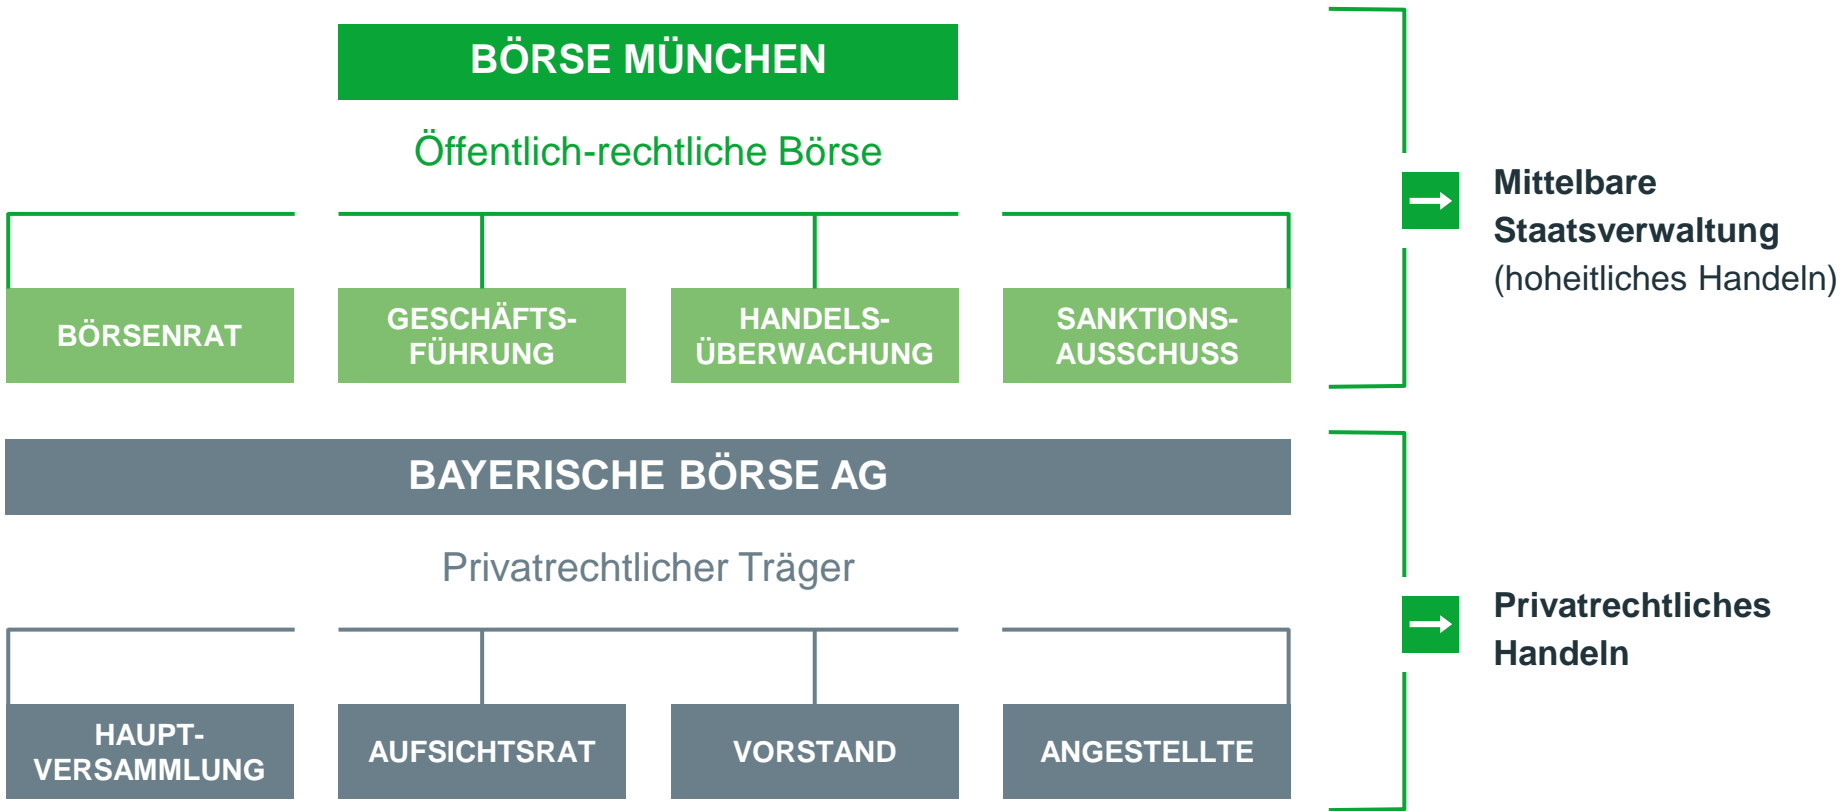 BÖRSE MÜNCHEN
Öffentlich-rechtliche Börse
Mittelbare
Staatsverwaltung
(hoheitliches Handeln)
BÖRSENRAT
GESCHÄFTS-
FÜHRUNG
HANDELS-
ÜBERWACHUNG
SANKTIONS-
AUSSCHUSS
BAYERISCHE BÖRSE AG
Privatrechtlicher Träger
Privatrechtliches
Handeln
HAUPT-
VERSAMMLUNG
AUFSICHTSRAT
VORSTAND
ANGESTELLTE